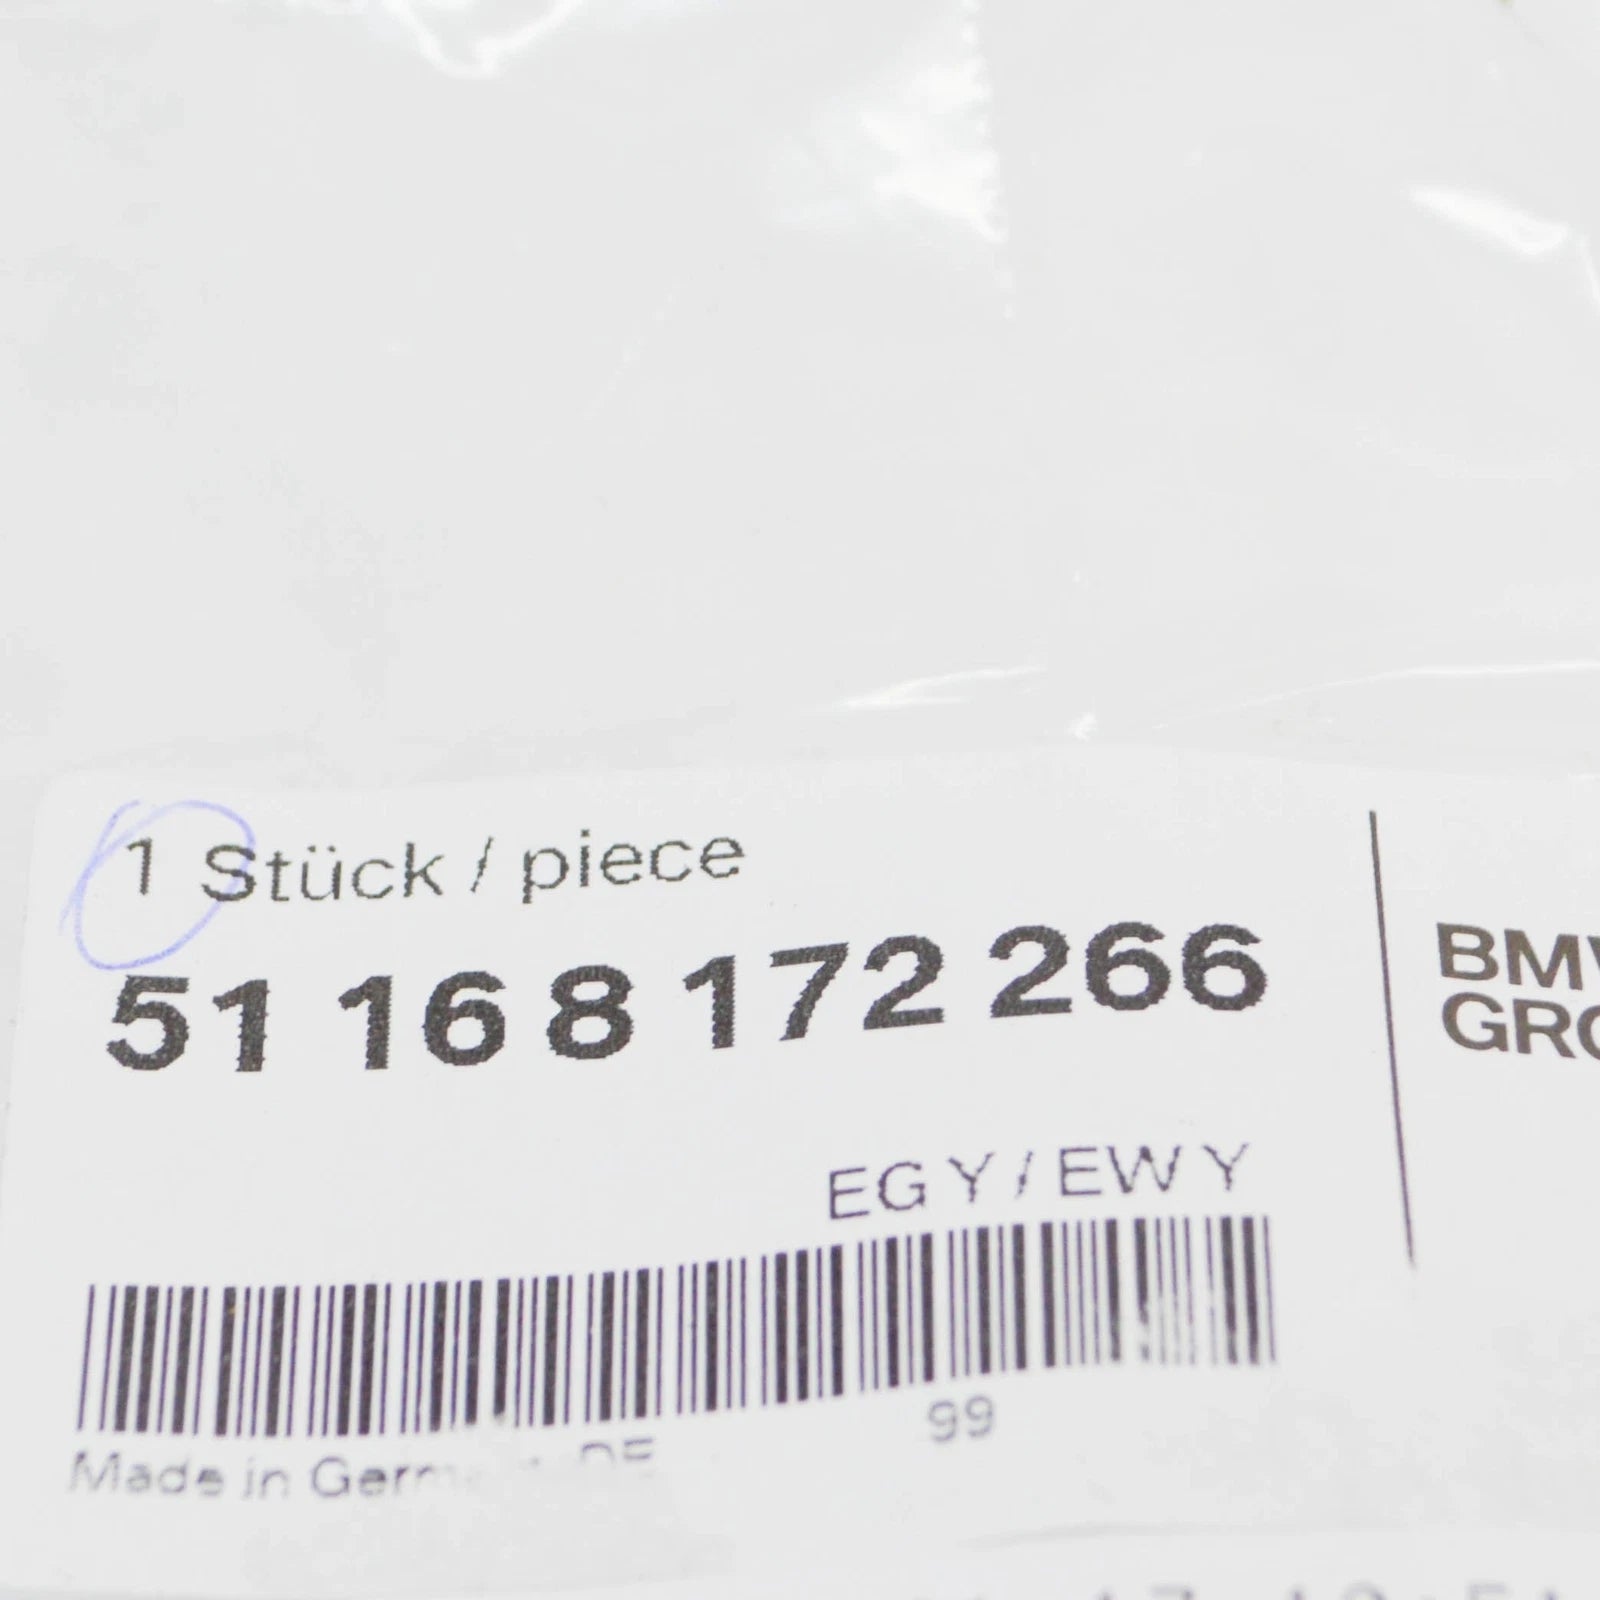 1 Stück / piece
51 16 8 172 266
BMW
GRO
EG Y / EW Y
99
Made in Germ